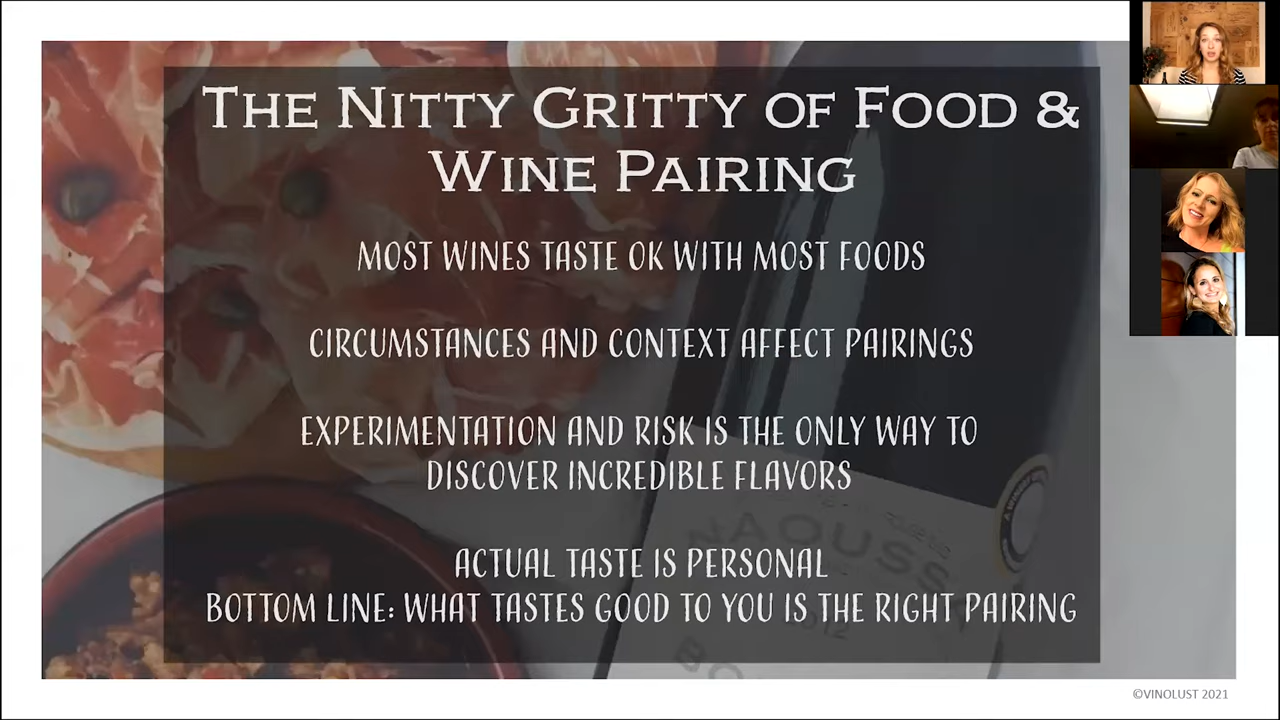 THE NITTY GRITTY OF FOOD &
WINE PAIRING
MOST WINES TASTE OK WITH MOST FOODS
CIRCUMSTANCES AND CONTEXT AFFECT PAIRINGS
EXPERIMENTATION AND RISK IS THE ONLY WAY TO
DISCOVER INCREDIBLE FLAVORS
NAOUSSA
ACTUAL TASTE IS PERSONAL
BOTTOM LINE: WHAT TASTES GOOD TO YOU IS THE RIGHT PAIRING
©VINOLUST 2021